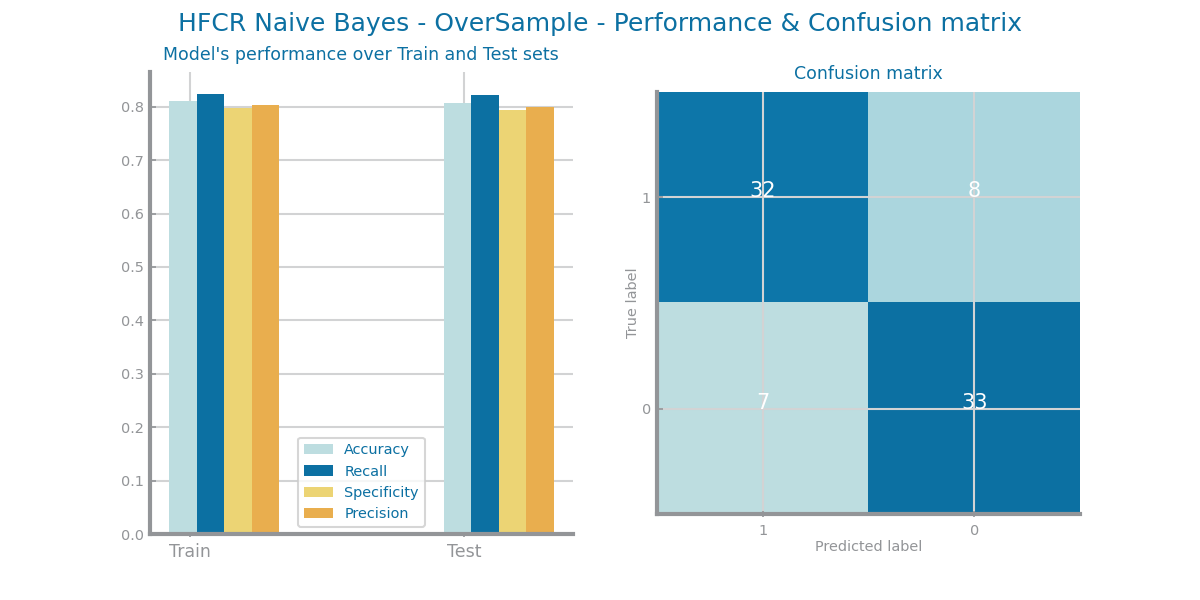 HFCR Naive Bayes - OverSample - Performance & Confusion matrix
Model's performance over Train and Test sets
0.8
0.7
0.6
0.5
0.4
0.3
0.2
0.1
0.0
Train
Test
Accuracy
Recall
Specificity
Precision
Confusion matrix
True label
1
0
32
8
7
33
1
0
Predicted label